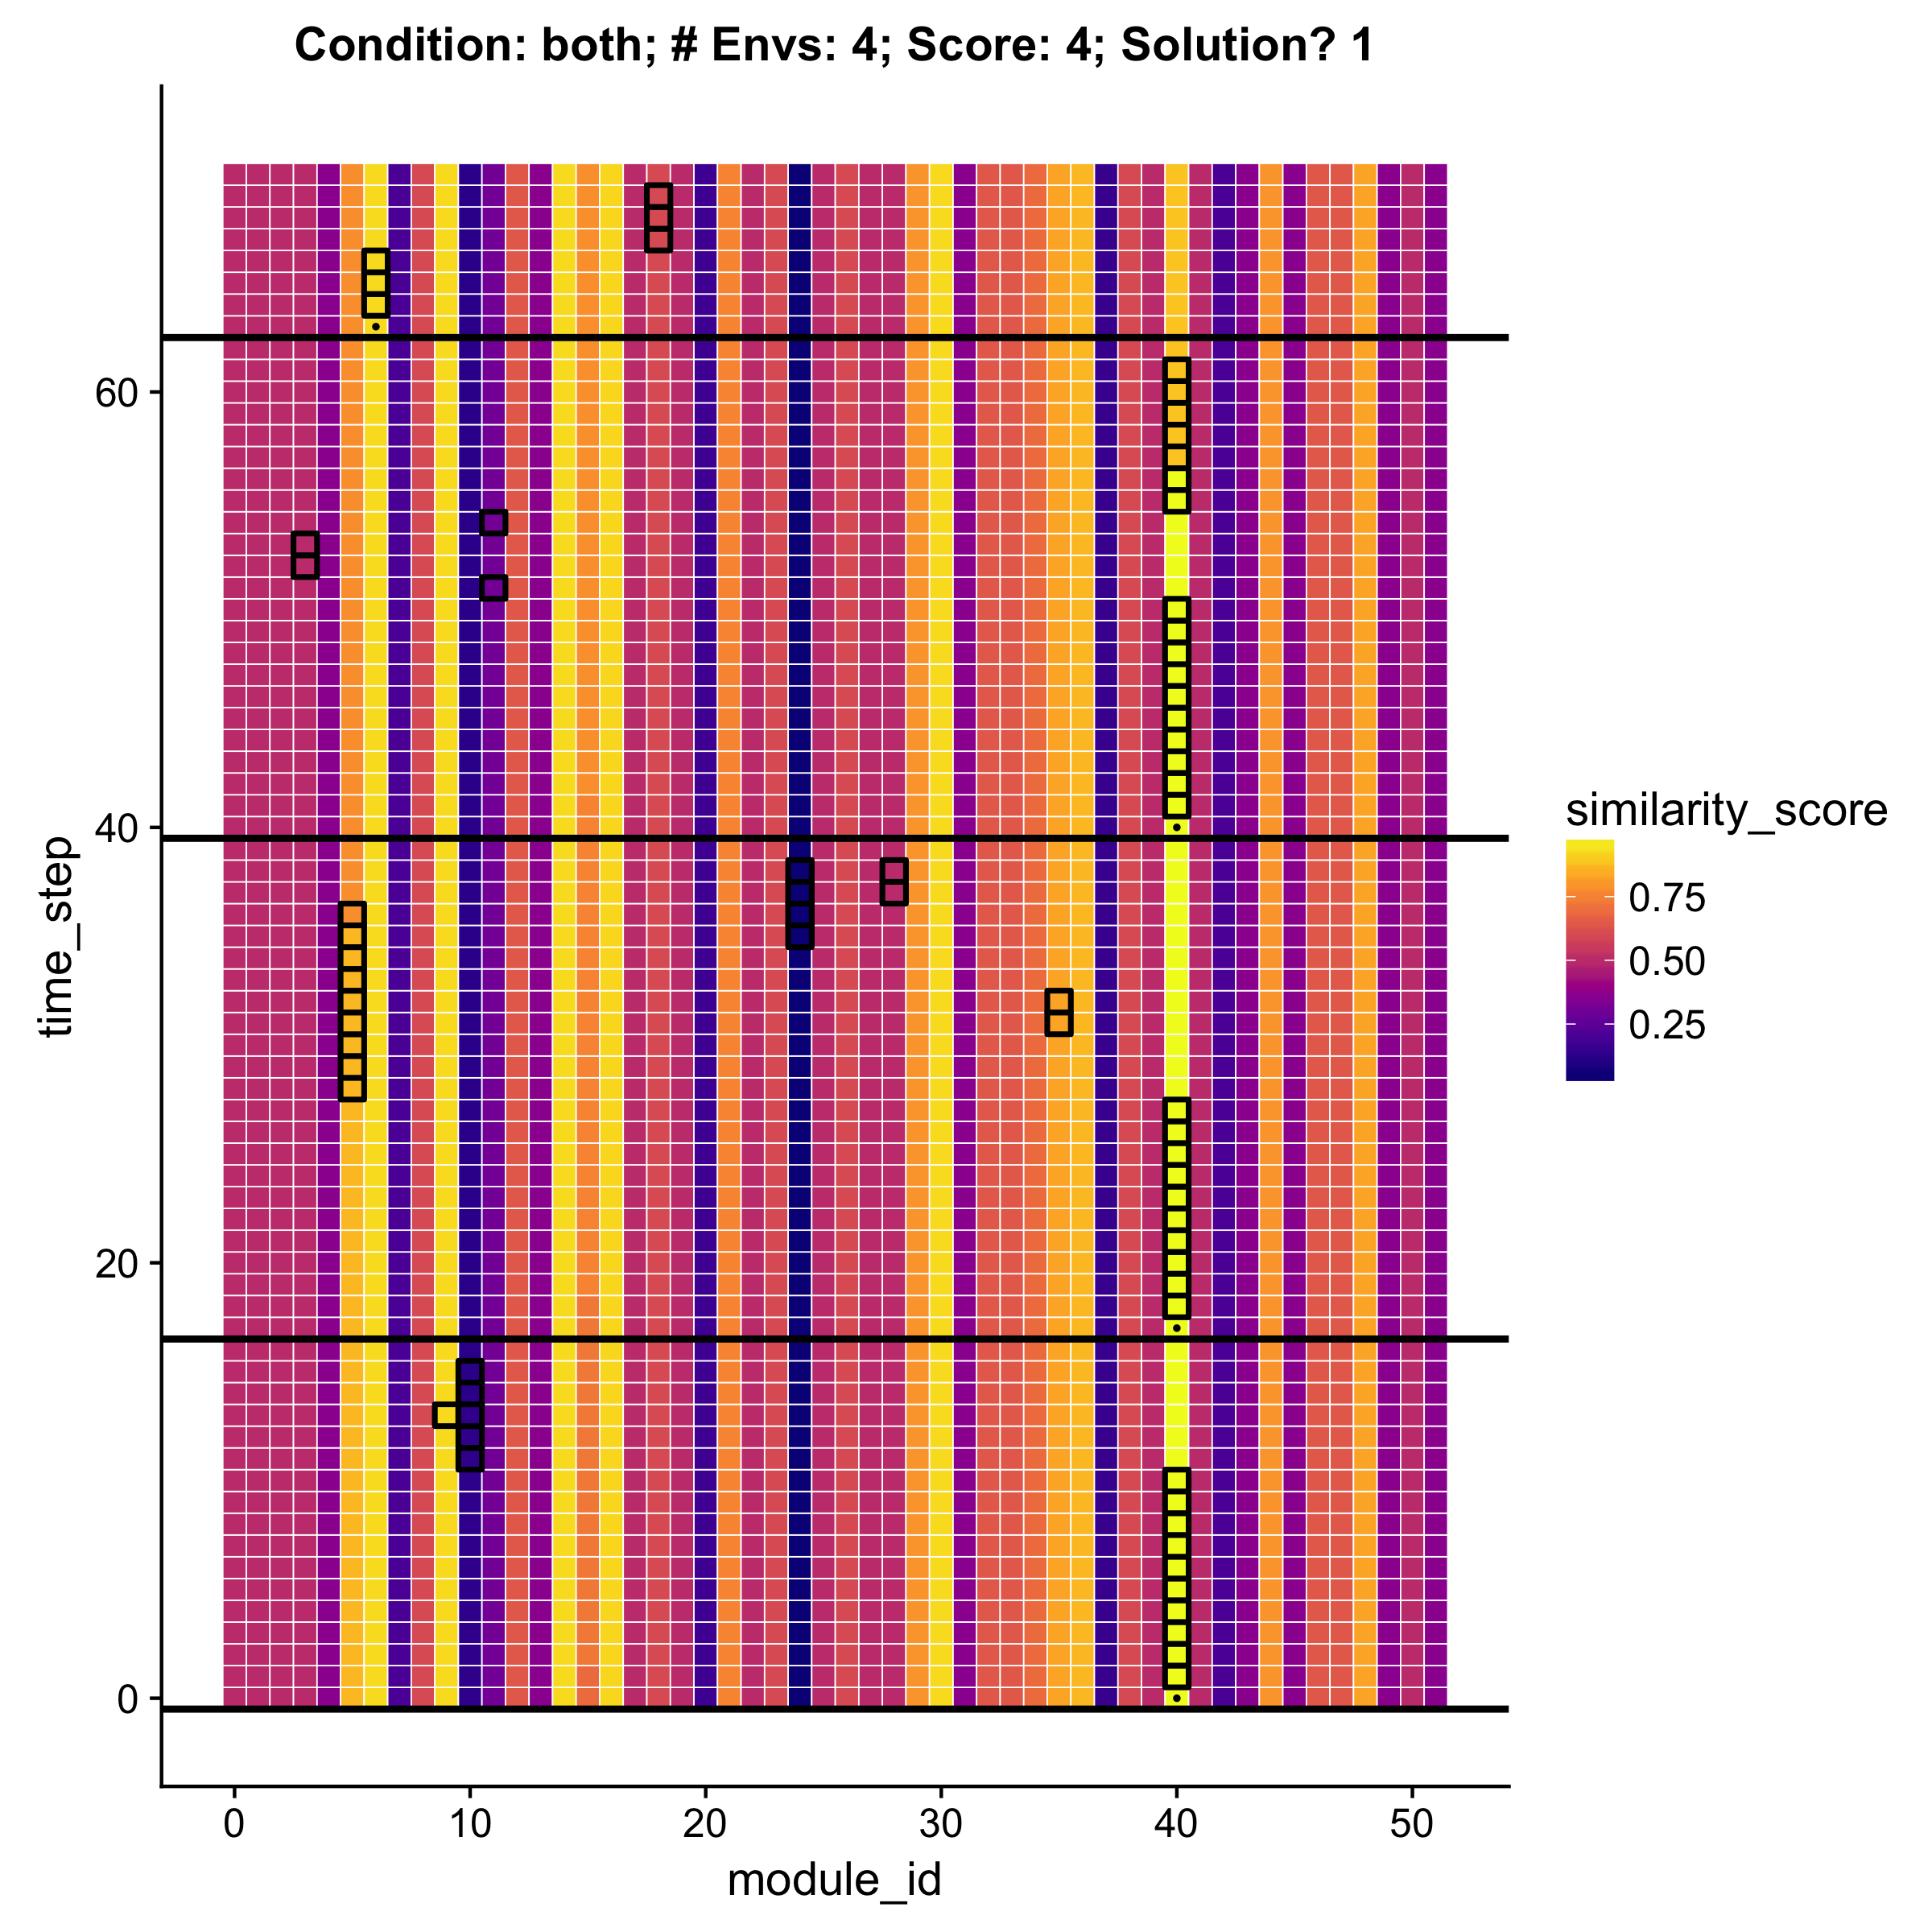 Condition: both; # Envs: 4; Score: 4; Solution? 1
time_step
60
40
20
0
0 10 20 30 40 50
module_id
similarity_score
0.75
0.50
0.25